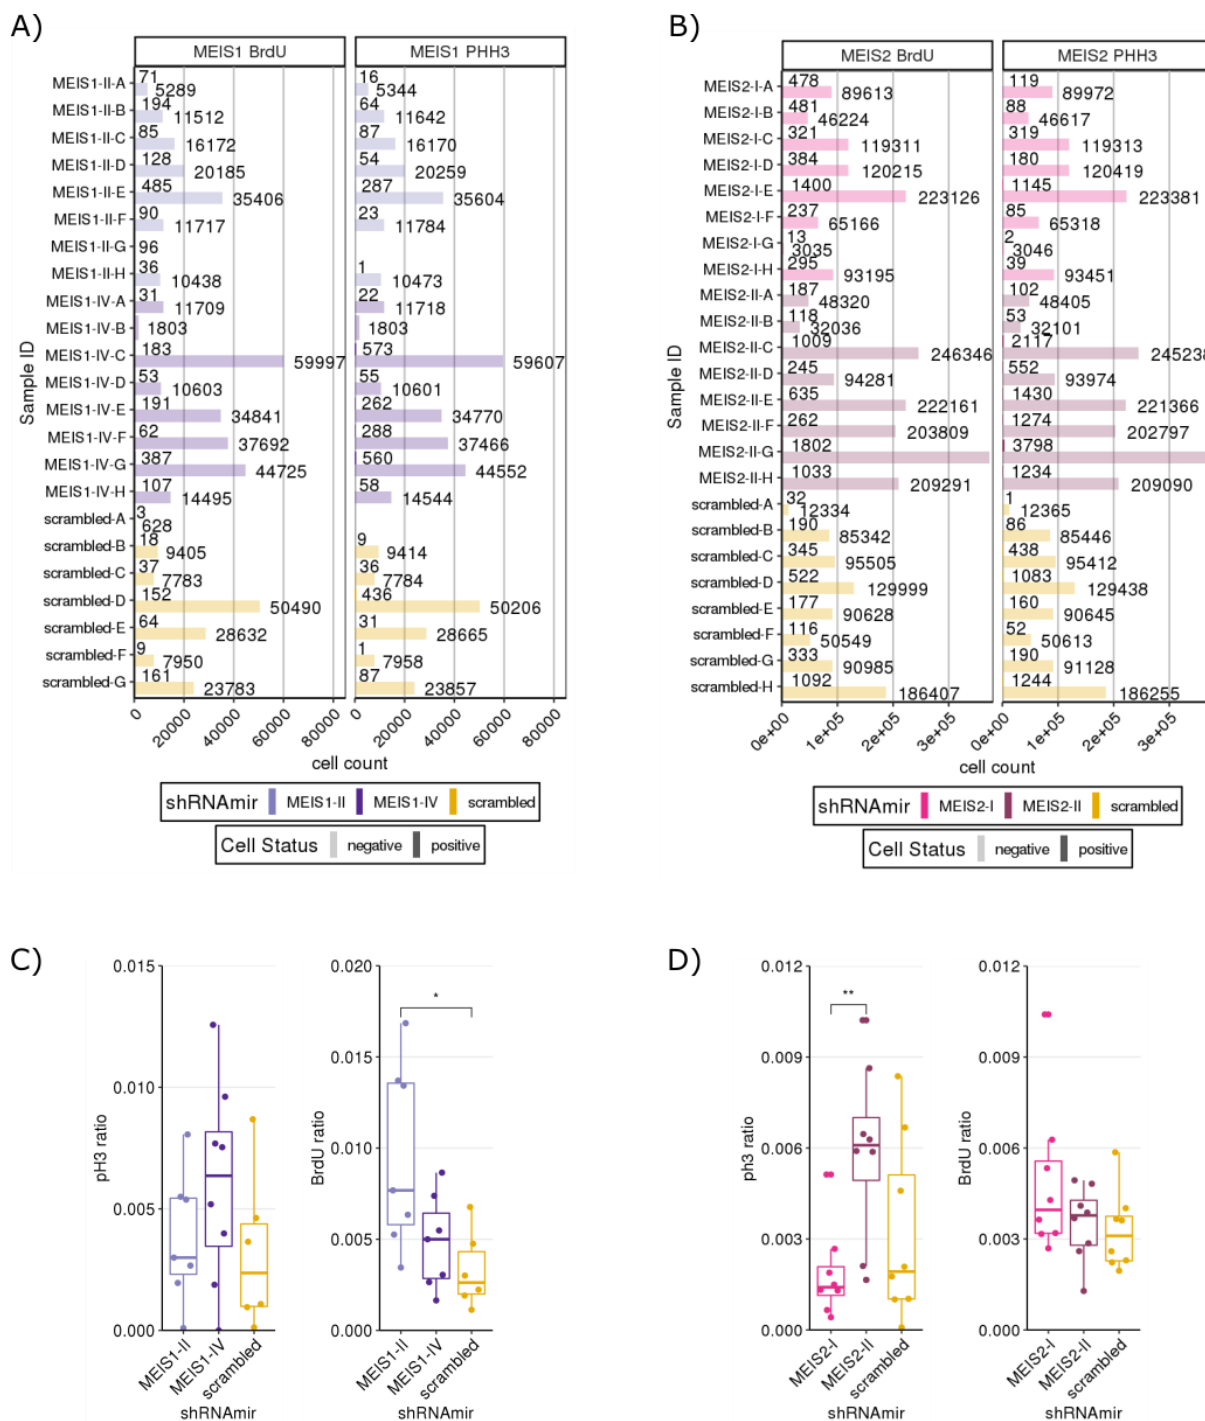 A)
MEIS1 BrdU MEIS1 PHH3
MEIS1-II-A 71 5289 16 5344
MEIS1-II-B 194 11512 64 11642
MEIS1-II-C 85 16172 87 16170
MEIS1-II-D 128 20185 54 20259
MEIS1-II-E 485 35406 287 35604
MEIS1-II-F 90 11717 23 11784
MEIS1-II-G 96
MEIS1-II-H 36 10438 1 10473
MEIS1-IV-A 31 11709 22 11718
MEIS1-IV-B 1803 1803
MEIS1-IV-C 183 59997 573 59607
MEIS1-IV-D 53 10603 55 10601
MEIS1-IV-E 191 34841 262 34770
MEIS1-IV-F 62 37692 288 37466
MEIS1-IV-G 387 44725 560 44552
MEIS1-IV-H 107 14495 58 14544
scrambled-A 3 628
scrambled-B 18 9405 9 9414
scrambled-C 37 7783 36 7784
scrambled-D 152 50490 436 50206
scrambled-E 64 28632 31 28665
scrambled-F 9 7950 1 7958
scrambled-G 161 23783 87 23857
Sample ID
0 20000 40000 60000 80000 0 20000 40000 60000 80000
cell count
shRNAmir MEIS1-II MEIS1-IV scrambled
Cell Status negative positive
B)
MEIS2 BrdU MEIS2 PHH3
MEIS2-I-A 478 89613 119 89972
MEIS2-I-B 481 46224 88 46617
MEIS2-I-C 321 119311 319 119313
MEIS2-I-D 384 120215 180 120419
MEIS2-I-E 1400 223126 1145 223381
MEIS2-I-F 237 65166 85 65318
MEIS2-I-G 13 3035 2 3046
MEIS2-I-H 295 93195 39 93451
MEIS2-II-A 187 48320 102 48405
MEIS2-II-B 118 32036 53 32101
MEIS2-II-C 1009 246346 2117 245238
MEIS2-II-D 245 94281 552 93974
MEIS2-II-E 635 222161 1430 221366
MEIS2-II-F 262 203809 1274 202797
MEIS2-II-G 1802 3798
MEIS2-II-H 1033 209291 1234 209090
scrambled-A 32 12334 1 12365
scrambled-B 190 85342 86 85446
scrambled-C 345 95505 438 95412
scrambled-D 522 129999 1083 129438
scrambled-E 177 90628 160 90645
scrambled-F 116 50549 52 50613
scrambled-G 333 90985 190 91128
scrambled-H 1092 186407 1244 186255
Sample ID
0e+00 1e+05 2e+05 3e+05 0e+00 1e+05 2e+05 3e+05
cell count
shRNAmir MEIS2-I MEIS2-II scrambled
Cell Status negative positive
C)
0.015
0.010
0.005
0.000
pH3 ratio
MEIS1-II MEIS1-IV scrambled
shRNAmir
0.020
0.015
0.010
0.005
0.000
BrdU ratio
*
MEIS1-II MEIS1-IV scrambled
shRNAmir
D)
0.012
0.009
0.006
0.003
0.000
ph3 ratio
**
MEIS2-I MEIS2-II scrambled
shRNAmir
0.012
0.009
0.006
0.003
0.000
BrdU ratio
MEIS2-I MEIS2-II scrambled
shRNAmir